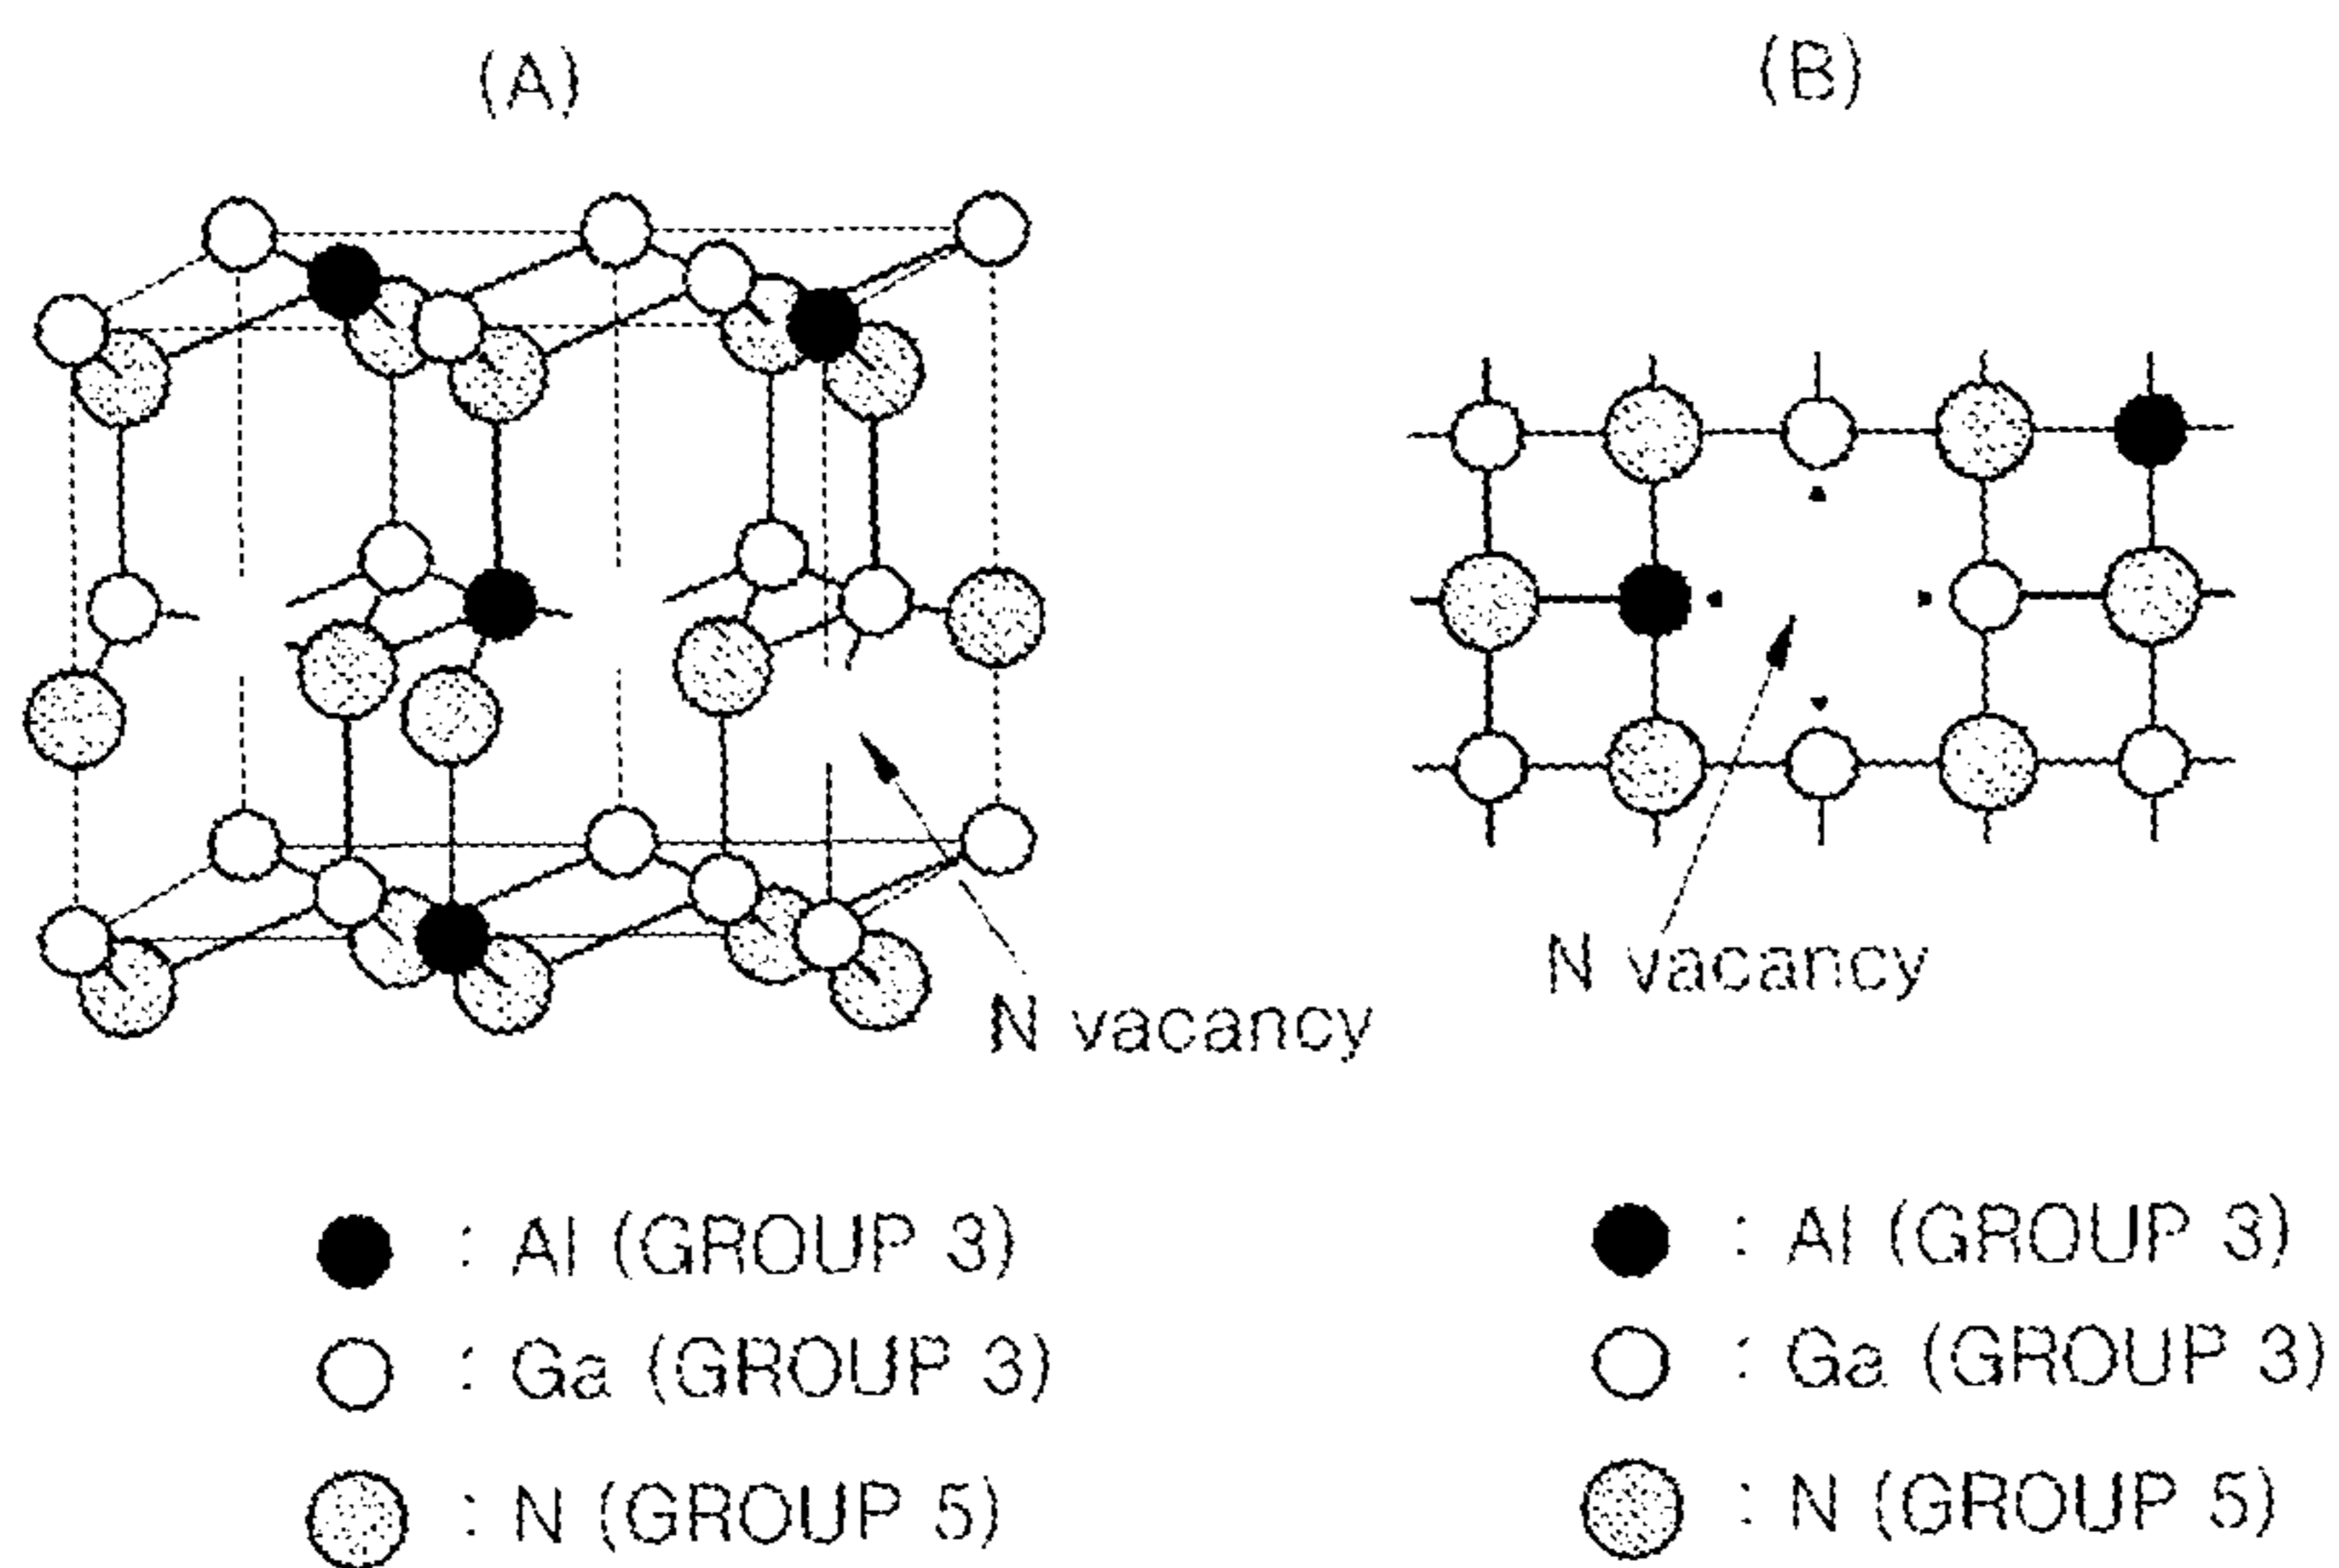 (A)
(B)
N vacancy
N vacancy
: Al (GROUP 3)
: Ga (GROUP 3)
: N (GROUP 5)
: Al (GROUP 3)
: Ga (GROUP 3)
: N (GROUP 5)